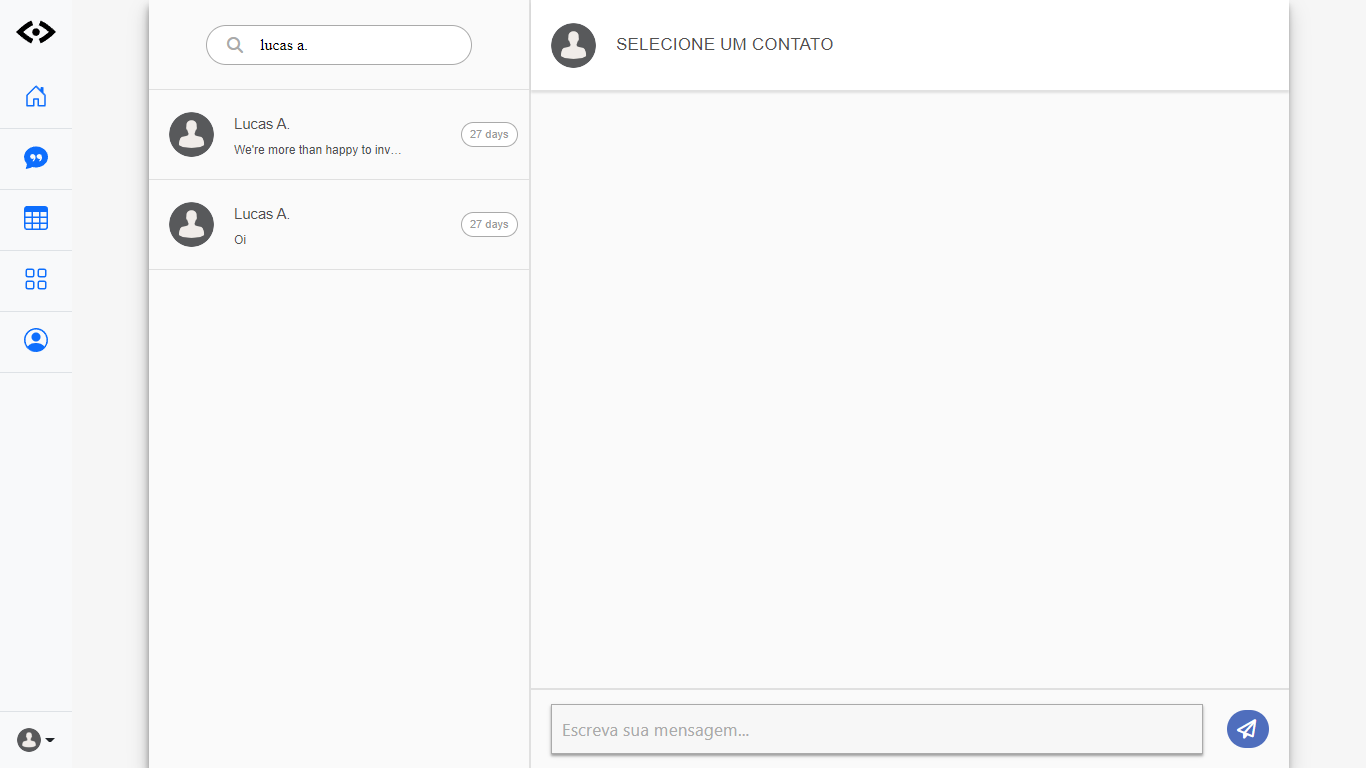 lucas a.
SELECIONE UM CONTATO
Lucas A.
27 days
We're more than happy to inv...
Lucas A.
27 days
Oi
Escreva sua mensagem...